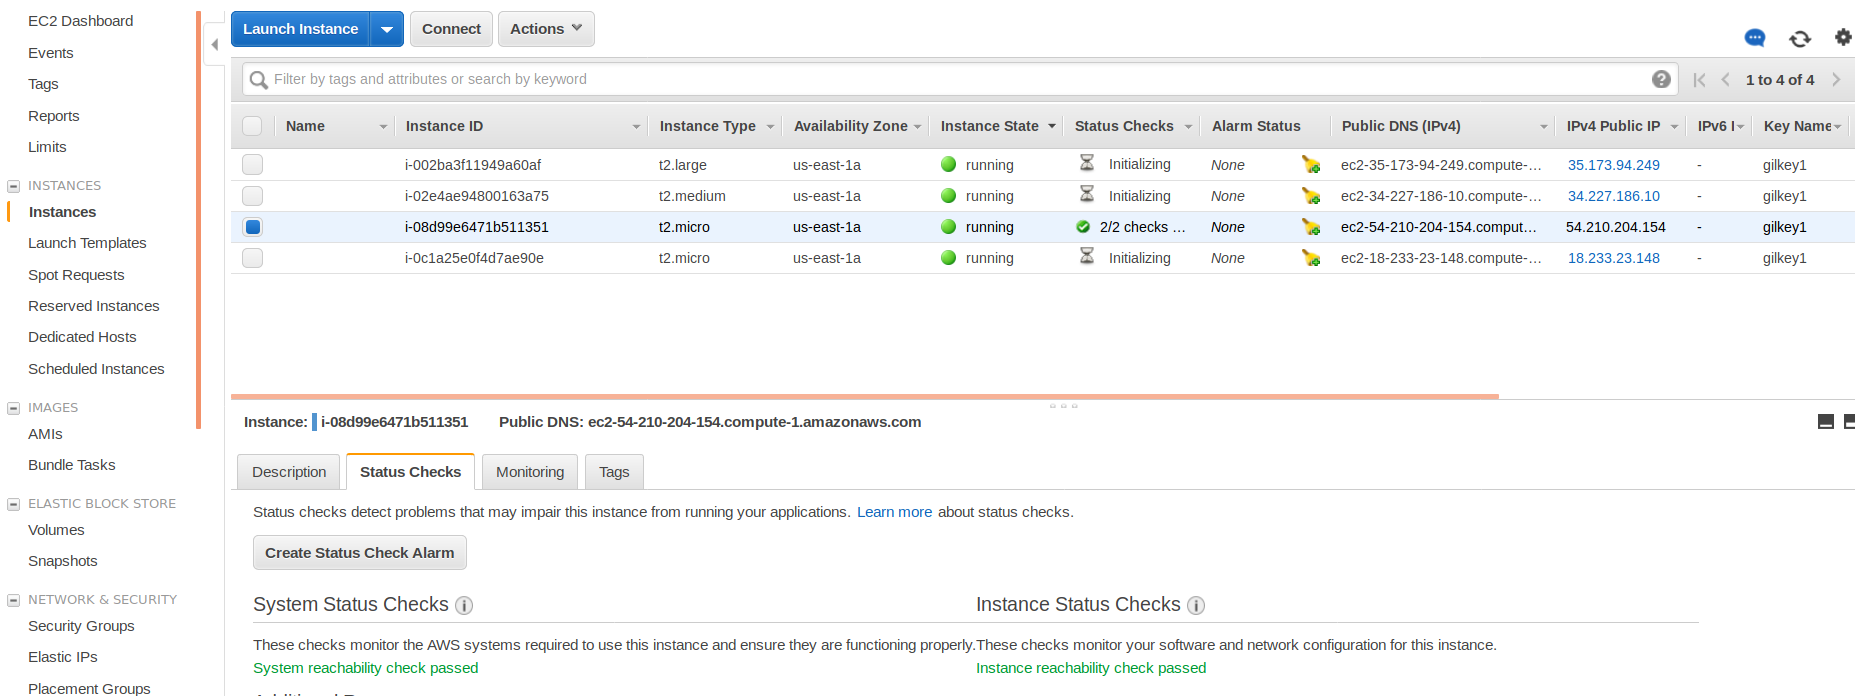 EC2 Dashboard
Events
Tags
Reports
Limits
INSTANCES
Instances
Launch Templates
Spot Requests
Reserved Instances
Dedicated Hosts
Scheduled Instances
IMAGES
AMIs
Bundle Tasks
ELASTIC BLOCK STORE
Volumes
Snapshots
NETWORK & SECURITY
Security Groups
Elastic IPs
Placement Groups
Launch Instance Connect Actions
Filter by tags and attributes or search by keyword 1 to 4 of 4
Name Instance ID Instance Type Availability Zone Instance State Status Checks Alarm Status Public DNS (IPv4) IPv4 Public IP IPv6 Key Name
i-002ba3f11949a60af t2.large us-east-1a running Initializing None ec2-35-173-94-249.compute-... 35.173.94.249 - gilkey1
i-02e4ae94800163a75 t2.medium us-east-1a running Initializing None ec2-34-227-186-10.compute-... 34.227.186.10 - gilkey1
i-08d99e6471b511351 t2.micro us-east-1a running 2/2 checks ... None ec2-54-210-204-154.comput... 54.210.204.154 - gilkey1
i-0c1a25e0f4d7ae90e t2.micro us-east-1a running Initializing None ec2-18-233-23-148.compute-... 18.233.23.148 - gilkey1
Instance: i-08d99e6471b511351 Public DNS: ec2-54-210-204-154.compute-1.amazonaws.com
Description Status Checks Monitoring Tags
Status checks detect problems that may impair this instance from running your applications. Learn more about status checks.
Create Status Check Alarm
System Status Checks
These checks monitor the AWS systems required to use this instance and ensure they are functioning properly.
System reachability check passed
Instance Status Checks
These checks monitor your software and network configuration for this instance.
Instance reachability check passed